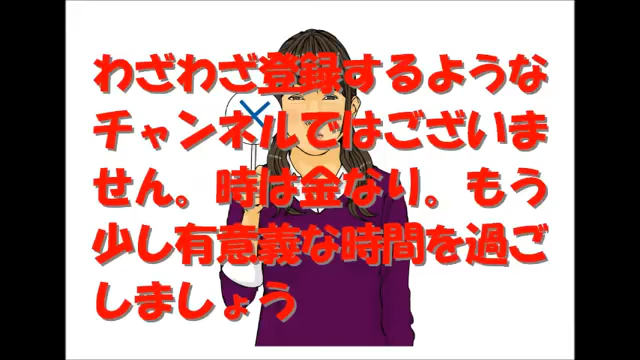 わざわざ登録するような
チャンネルではございま
せん。時は金なり。もう
少し有意義な時間を過ご
しましょう